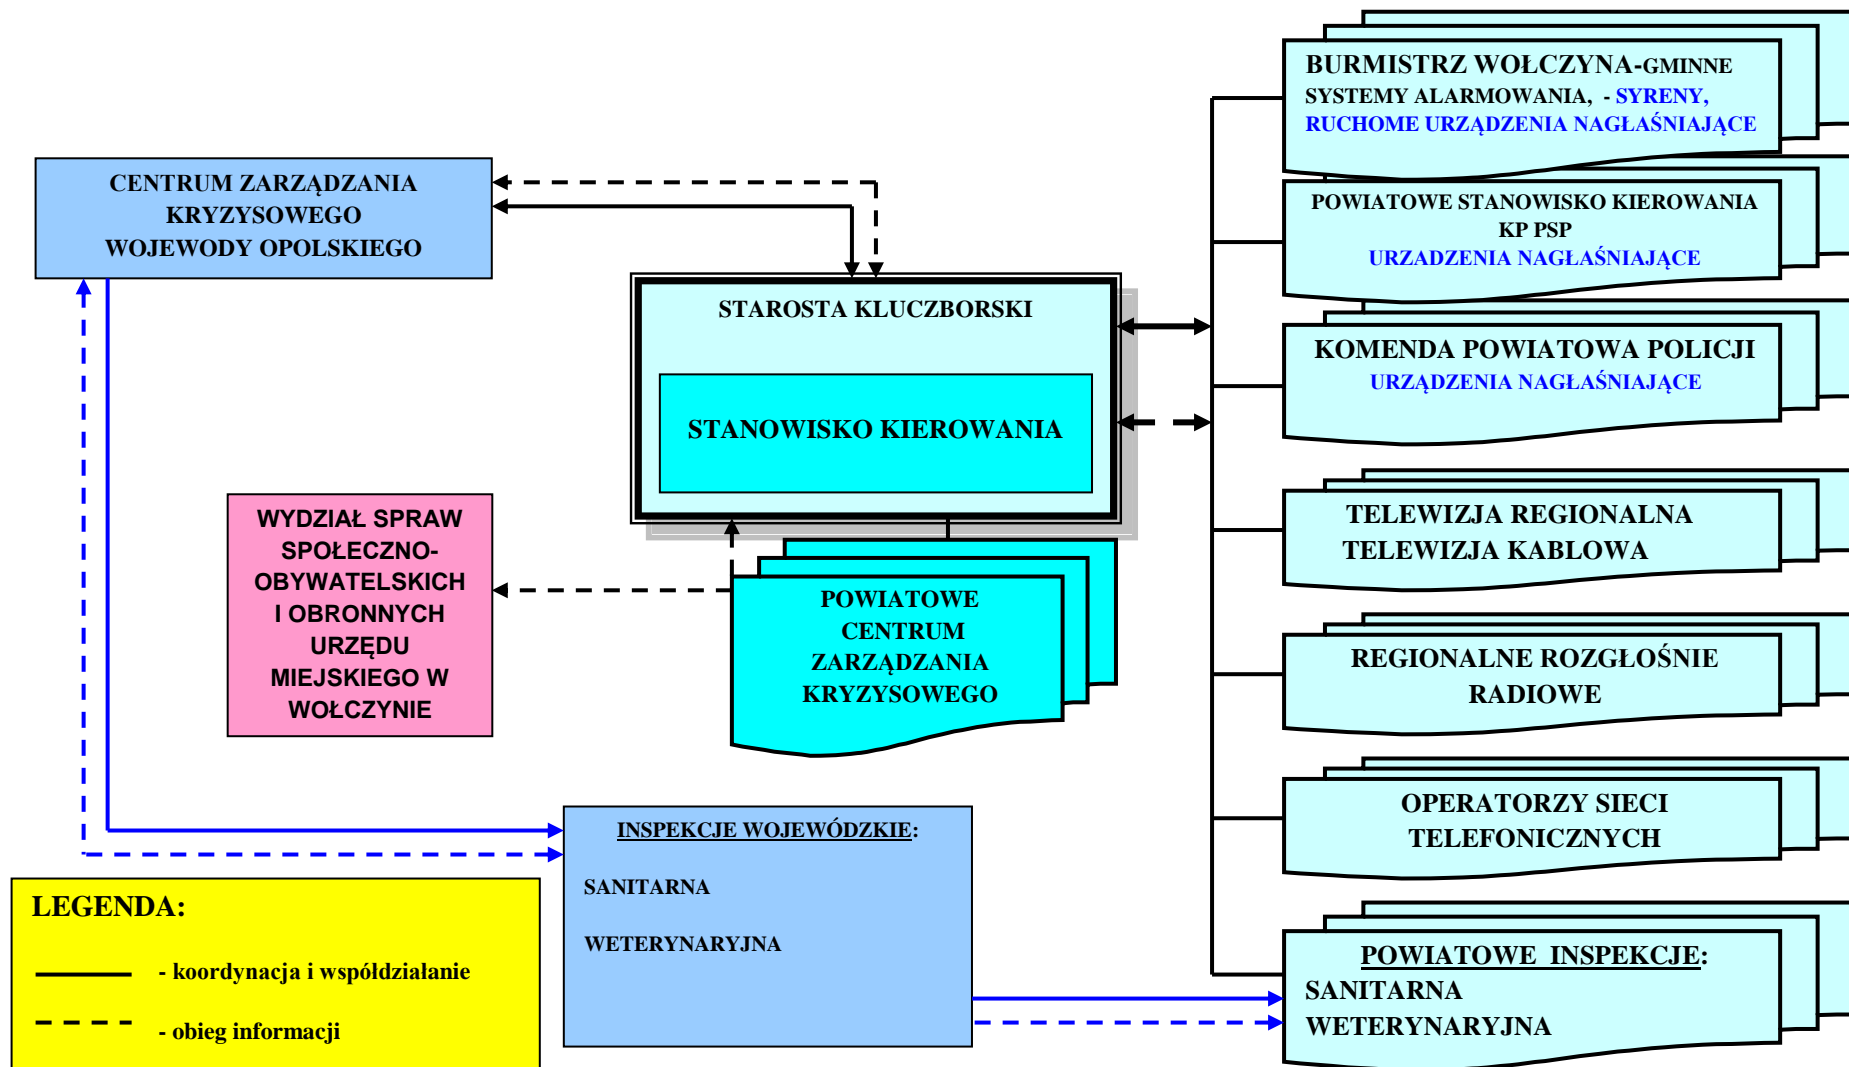 BURMISTRZ WOŁCZYNA-GMINNE
SYSTEMY ALARMOWANIA, - SYRENY,
RUCHOME URZĄDZENIA NAGŁAŚNIAJĄCE
CENTRUM ZARZĄDZANIA
KRYZYSOWEGO
WOJEWODY OPOLSKIEGO
POWIATOWE STANOWISKO KIEROWANIA
KP PSP
URZADZENIA NAGŁAŚNIAJĄCE
STAROSTA KLUCZBORSKI
STANOWISKO KIEROWANIA
KOMENDA POWIATOWA POLICJI
URZĄDZENIA NAGŁAŚNIAJĄCE
WYDZIAŁ SPRAW
SPOŁECZNO-
OBYWATELSKICH
I OBRONNYCH
URZĘDU
MIEJSKIEGO W
WOŁCZYNIE
POWIATOWE
CENTRUM
ZARZĄDZANIA
KRYZYSOWEGO
TELEWIZJA REGIONALNA
TELEWIZJA KABLOWA
REGIONALNE ROZGŁOŚNIE
RADIOWE
OPERATORZY SIECI
TELEFONICZNYCH
INSPEKCJE WOJEWÓDZKIE:
SANITARNA
WETERYNARYJNA
POWIATOWE INSPEKCJE:
SANITARNA
WETERYNARYJNA
LEGENDA:
- koordynacja i współdziałanie
- obieg informacji